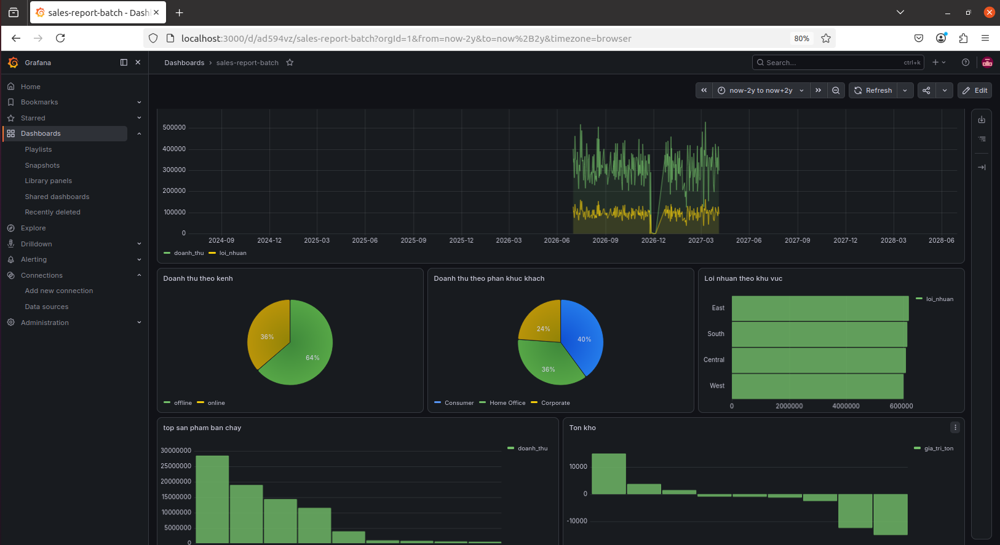 sales-report-batch - Dash
localhost:3000/d/ad594vz/sales-report-batch?orgId=1&from=now-2y&to=now%2B2y&timezone=browser
80%
Grafana
Dashboards › sales-report-batch
Search...
ctrl+k
Home
Bookmarks
Starred
Dashboards
Playlists
Snapshots
Library panels
Shared dashboards
Recently deleted
Explore
Drilldown
Alerting
Connections
Add new connection
Data sources
Administration
now-2y to now+2y
Refresh
Edit
500000
400000
300000
200000
100000
0
2024-09 2024-12 2025-03 2025-06 2025-09 2025-12 2026-03 2026-06 2026-09 2026-12 2027-03 2027-06 2027-09 2027-12 2028-03 2028-06
doanh_thu loi_nhuan
Doanh thu theo kenh
36%
64%
offline online
Doanh thu theo phan khuc khach
24%
40%
36%
Consumer Home Office Corporate
Loi nhuan theo khu vuc
loi_nhuan
East
South
Central
West
0 2000000 4000000 600000
top san pham ban chay
doanh_thu
30000000
25000000
20000000
15000000
10000000
5000000
0
Ton kho
gia_tri_ton
10000
0
-10000